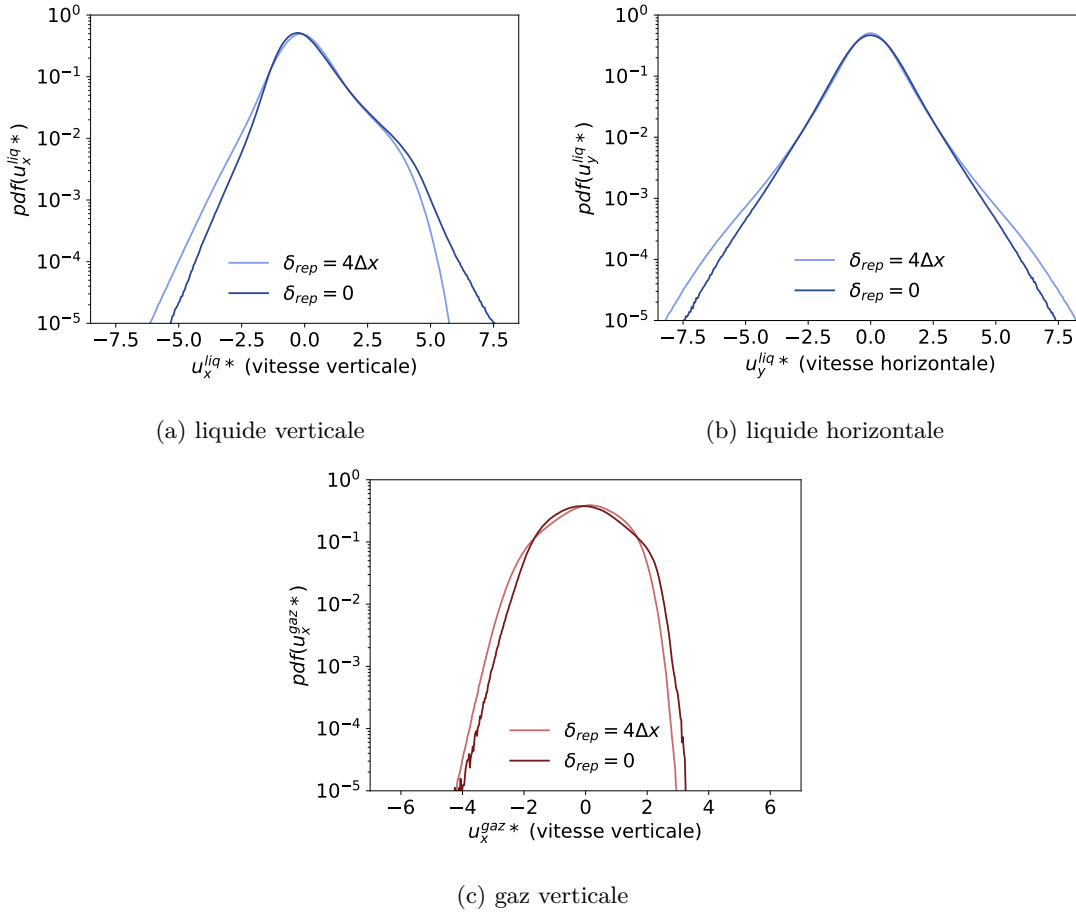 10^0
10^-1
10^-2
10^-3
10^-4
10^-5
pdf(u_x^{liq}*)
δ_rep = 4Δx
δ_rep = 0
−7.5 −5.0 −2.5 0.0 2.5 5.0 7.5
u_x^{liq}* (vitesse verticale)
(a) liquide verticale
10^0
10^-1
10^-2
10^-3
10^-4
10^-5
pdf(u_y^{liq}*)
δ_rep = 4Δx
δ_rep = 0
−7.5 −5.0 −2.5 0.0 2.5 5.0 7.5
u_y^{liq}* (vitesse horizontale)
(b) liquide horizontale
10^0
10^-1
10^-2
10^-3
10^-4
10^-5
pdf(u_x^{gaz}*)
δ_rep = 4Δx
δ_rep = 0
−6 −4 −2 0 2 4 6
u_x^{gaz}* (vitesse verticale)
(c) gaz verticale